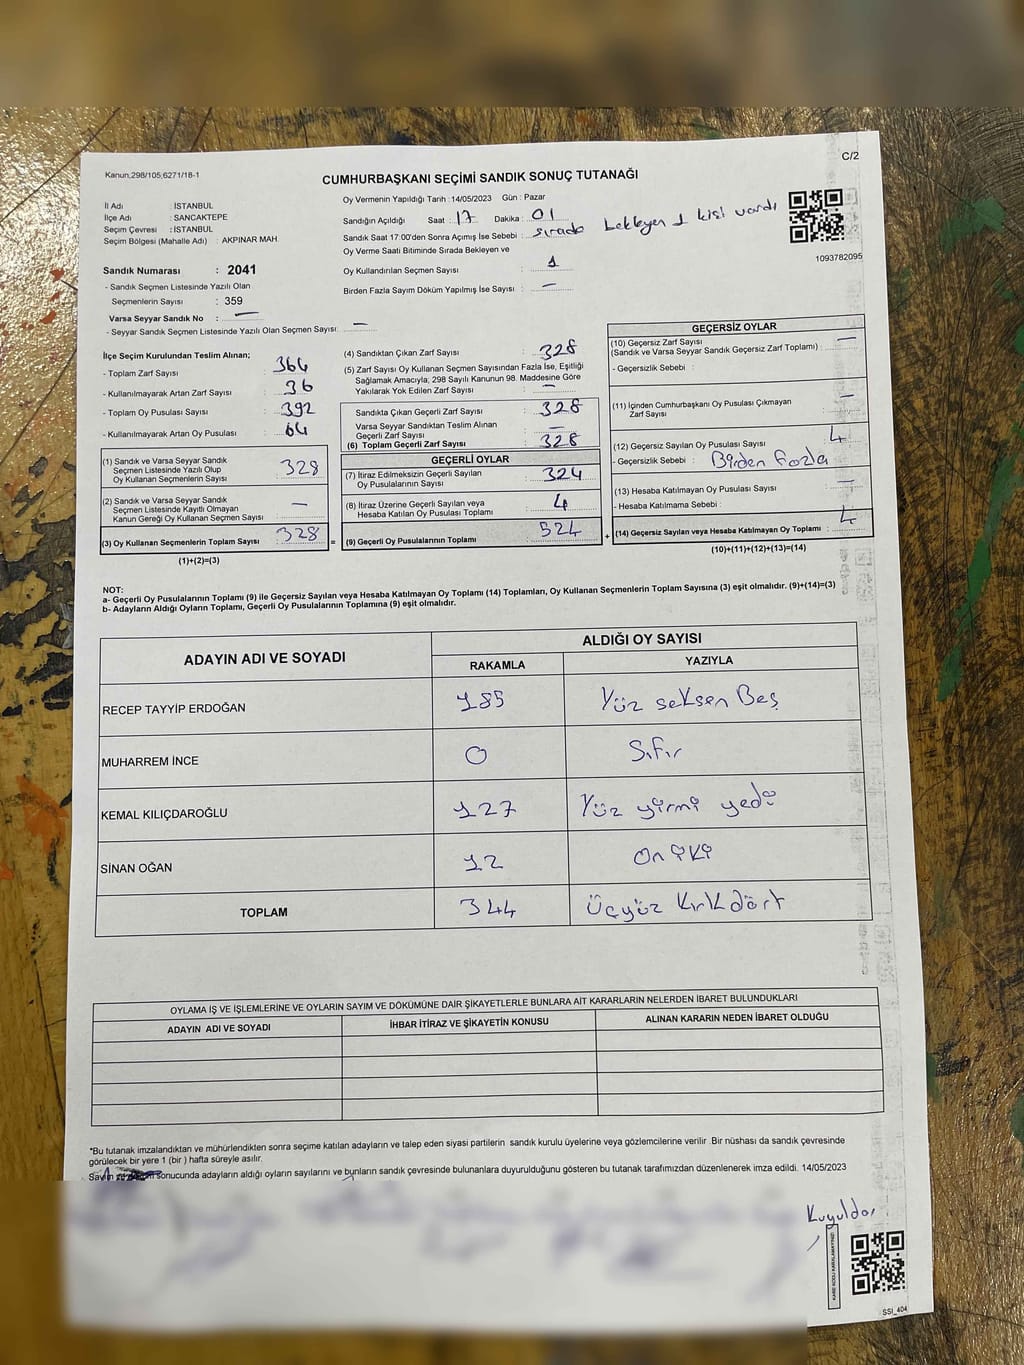 Kanun,298/105,6271/18-1
C/2
CUMHURBAŞKANI SEÇİMİ SANDIK SONUÇ TUTANAĞI
İl Adı : İSTANBUL
İlçe Adı : SANCAKTEPE
Seçim Çevresi : İSTANBUL
Seçim Bölgesi (Mahalle Adı) : AKPINAR MAH.
Oy Vermenin Yapıldığı Tarih : 14/05/2023 Gün : Pazar
Sandığın Açıldığı Saat : 17 Dakika : 01
Sandık Saat 17:00'den Sonra Açılmış İse Sebebi : sırada bekleyen 1 kişi vardı
Oy Verme Saati Bitiminde Sırada Bekleyen ve
Oy Kullandırılan Seçmen Sayısı : 1
Birden Fazla Sayım Döküm Yapılmış İse Sayısı : —
1093782095
Sandık Numarası : 2041
- Sandık Seçmen Listesinde Yazılı Olan
Seçmenlerin Sayısı : 359
Varsa Seyyar Sandık No : —
- Seyyar Sandık Seçmen Listesinde Yazılı Olan Seçmen Sayısı: —
İlçe Seçim Kurulundan Teslim Alınan;
- Toplam Zarf Sayısı : 364
- Kullanılmayarak Artan Zarf Sayısı : 36
- Toplam Oy Pusulası Sayısı : 392
- Kullanılmayarak Artan Oy Pusulası : 64
(1) Sandık ve Varsa Seyyar Sandık
Seçmen Listesinde Yazılı Olup
Oy Kullanan Seçmenlerin Sayısı : 328
(2) Sandık ve Varsa Seyyar Sandık
Seçmen Listesinde Kayıtlı Olmayan
Kanun Gereği Oy Kullanan Seçmen Sayısı : —
(3) Oy Kullanan Seçmenlerin Toplam Sayısı : 328
(1)+(2)=(3)
(4) Sandıktan Çıkan Zarf Sayısı : 328
(5) Zarf Sayısı Oy Kullanan Seçmen Sayısından Fazla İse, Eşitliği
Sağlamak Amacıyla; 298 Sayılı Kanunun 98. Maddesine Göre
Yakılarak Yok Edilen Zarf Sayısı : —
Sandıkta Çıkan Geçerli Zarf Sayısı : 328
Varsa Seyyar Sandıktan Teslim Alınan
Geçerli Zarf Sayısı : —
(6) Toplam Geçerli Zarf Sayısı : 328
GEÇERLİ OYLAR
(7) İtiraz Edilmeksizin Geçerli Sayılan
Oy Pusulalarının Sayısı : 324
(8) İtiraz Üzerine Geçerli Sayılan veya
Hesaba Katılan Oy Pusulası Toplamı : 4
= (9) Geçerli Oy Pusulalarının Toplamı : 524
GEÇERSİZ OYLAR
(10) Geçersiz Zarf Sayısı
(Sandık ve Varsa Seyyar Sandık Geçersiz Zarf Toplamı) : —
- Geçersizlik Sebebi :
(11) İçinden Cumhurbaşkanı Oy Pusulası Çıkmayan
Zarf Sayısı : —
(12) Geçersiz Sayılan Oy Pusulası Sayısı : 4
- Geçersizlik Sebebi : Birden fazla
(13) Hesaba Katılmayan Oy Pusulası Sayısı : —
- Hesaba Katılmama Sebebi :
+ (14) Geçersiz Sayılan veya Hesaba Katılmayan Oy Toplamı : 4
(10)+(11)+(12)+(13)=(14)
NOT:
a- Geçerli Oy Pusulalarının Toplamı (9) ile Geçersiz Sayılan veya Hesaba Katılmayan Oy Toplamı (14) Toplamları, Oy Kullanan Seçmenlerin Toplam Sayısına (3) eşit olmalıdır. (9)+(14)=(3)
b- Adayların Aldığı Oyların Toplamı, Geçerli Oy Pusulalarının Toplamına (9) eşit olmalıdır.
ADAYIN ADI VE SOYADI
ALDIĞI OY SAYISI
RAKAMLA YAZIYLA
RECEP TAYYİP ERDOĞAN 185 Yüz seksen Beş
MUHARREM İNCE 0 Sıfır
KEMAL KILIÇDAROĞLU 127 Yüz yirmi yedi
SİNAN OĞAN 12 On iki
TOPLAM 344 Üçyüz kırk dört
OYLAMA İŞ VE İŞLEMLERİNE VE OYLARIN SAYIM VE DÖKÜMÜNE DAİR ŞİKAYETLERLE BUNLARA AİT KARARLARIN NELERDEN İBARET BULUNDUKLARI
ADAYIN ADI VE SOYADI İHBAR İTİRAZ VE ŞİKAYETİN KONUSU ALINAN KARARIN NEDEN İBARET OLDUĞU
*Bu tutanak imzalandıktan ve mühürlendikten sonra seçime katılan adayların ve talep eden siyasi partilerin sandık kurulu üyelerine veya gözlemcilerine verilir .Bir nüshası da sandık çevresinde
görülecek bir yere 1 (bir ) hafta süreyle asılır.
Sayım sonucunda adayların aldığı oyların sayılarını ve bunların sandık çevresinde bulunanlara duyurulduğunu gösteren bu tutanak tarafımızdan düzenlenerek imza edildi. 14/05/2023
KARE KODU KARALAMAYINIZ!
SSI_404